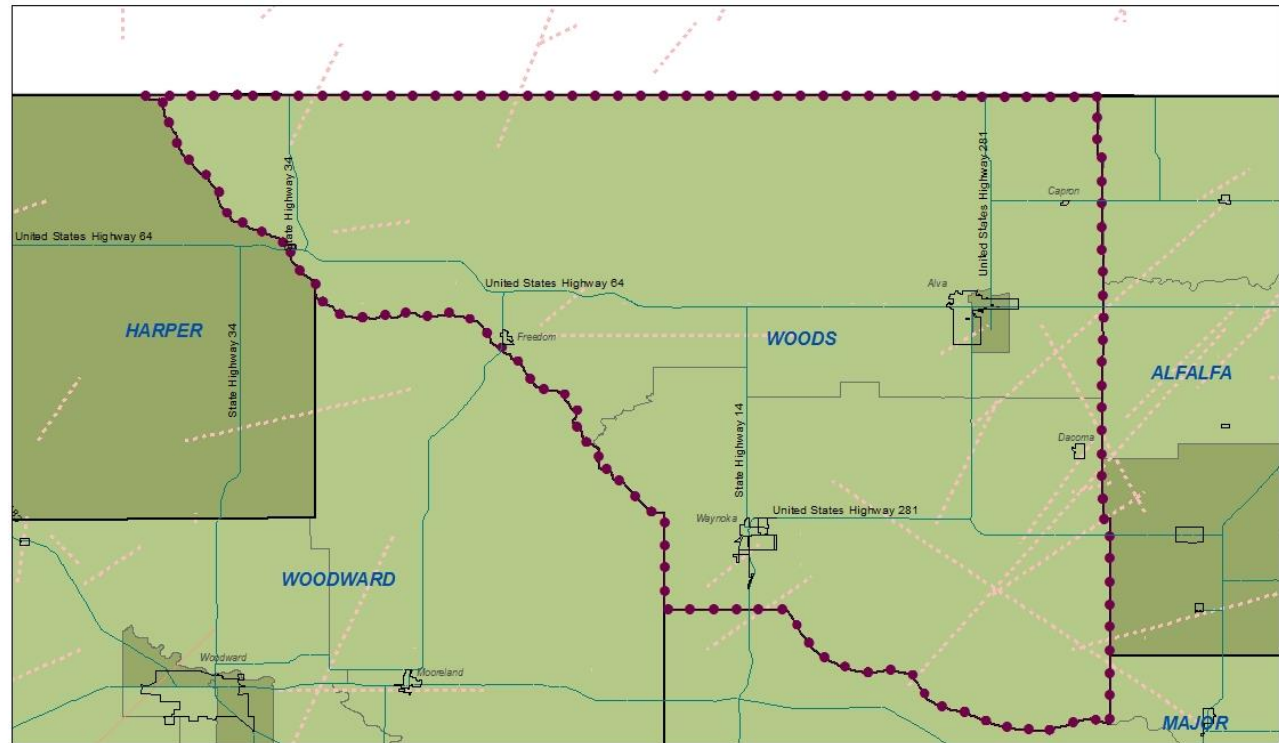 State Highway 34
United States Highway 281
Capron
United States Highway 64
United States Highway 64
Alva
HARPER
Freedom
WOODS
ALFALFA
State Highway 34
State Highway 14
Dacoma
Waynoka
United States Highway 281
WOODWARD
Woodward
Mooreland
MAJOR